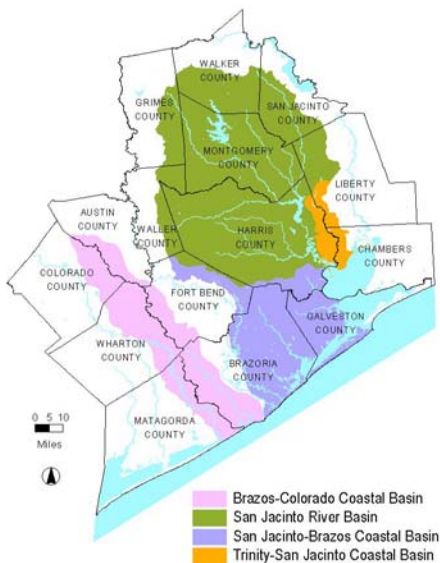 WALKER
COUNTY
GRIMES
COUNTY
SAN JACINTO
COUNTY
MONTGOMERY
COUNTY
LIBERTY
COUNTY
AUSTIN
COUNTY
WALLER
COUNTY
HARRIS
COUNTY
CHAMBERS
COUNTY
COLORADO
COUNTY
FORT BEND
COUNTY
GALVESTON
COUNTY
WHARTON
COUNTY
BRAZORIA
COUNTY
MATAGORDA
COUNTY
0 5 10
Miles
Brazos-Colorado Coastal Basin
San Jacinto River Basin
San Jacinto-Brazos Coastal Basin
Trinity-San Jacinto Coastal Basin